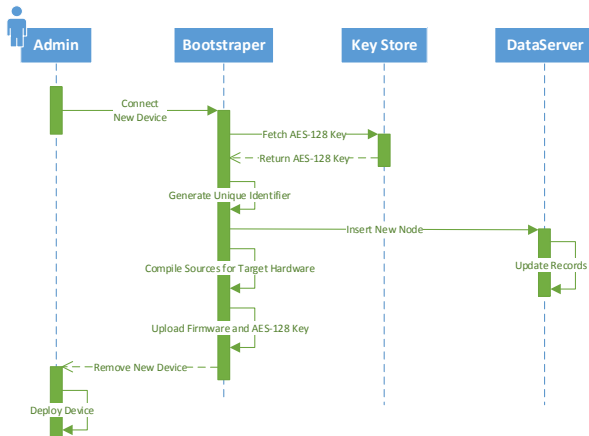 Admin
Bootstraper
Key Store
DataServer
Connect
New Device
Fetch AES-128 Key
Return AES-128 Key
Generate Unique Identifier
Insert New Node
Compile Sources for Target Hardware
Update Records
Upload Firmware and AES-128 Key
Remove New Device
Deploy Device